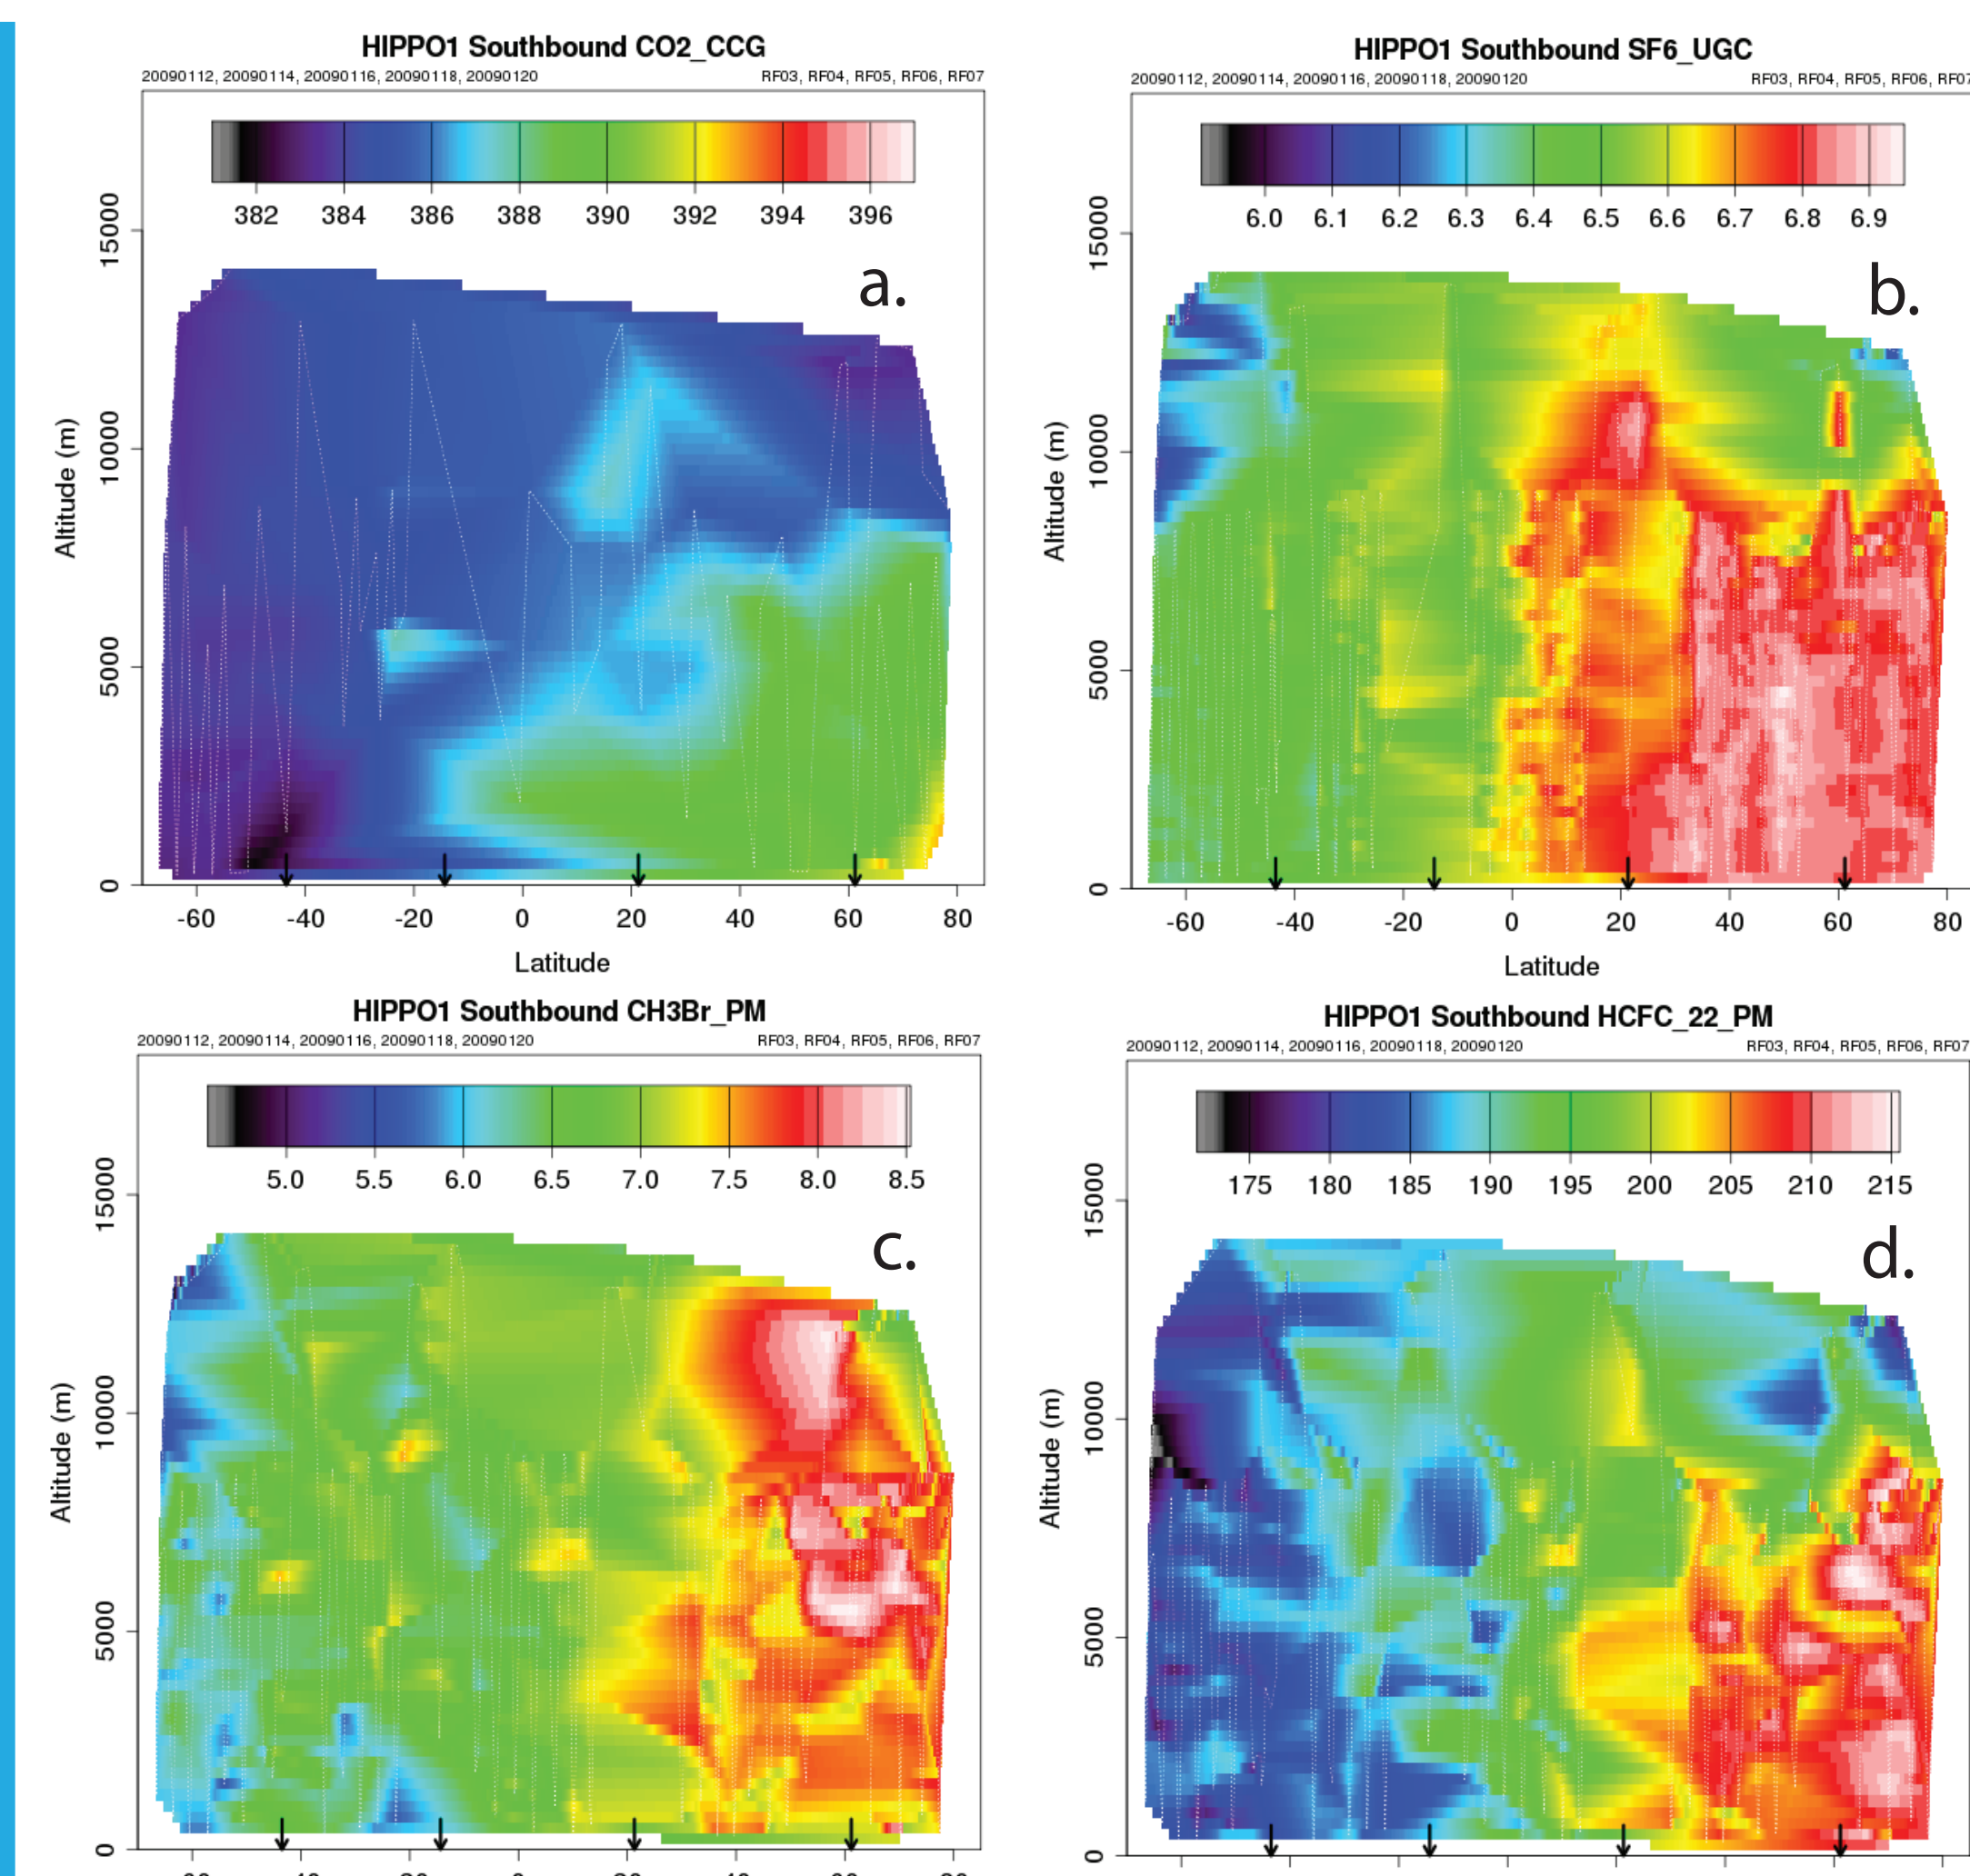 HIPPO1 Southbound CO2_CCG
20090112, 20090114, 20090116, 20090118, 20090120 RF03, RF04, RF05, RF06, RF07
382 384 386 388 390 392 394 396
a.
15000
10000
5000
0
Altitude (m)
-60 -40 -20 0 20 40 60 80
Latitude
HIPPO1 Southbound SF6_UGC
20090112, 20090114, 20090116, 20090118, 20090120 RF03, RF04, RF05, RF06, RF07
6.0 6.1 6.2 6.3 6.4 6.5 6.6 6.7 6.8 6.9
b.
15000
10000
5000
0
Altitude (m)
-60 -40 -20 0 20 40 60 80
Latitude
HIPPO1 Southbound CH3Br_PM
20090112, 20090114, 20090116, 20090118, 20090120 RF03, RF04, RF05, RF06, RF07
5.0 5.5 6.0 6.5 7.0 7.5 8.0 8.5
c.
15000
10000
5000
0
Altitude (m)
HIPPO1 Southbound HCFC_22_PM
20090112, 20090114, 20090116, 20090118, 20090120 RF03, RF04, RF05, RF06, RF07
175 180 185 190 195 200 205 210 215
d.
15000
10000
5000
0
Altitude (m)